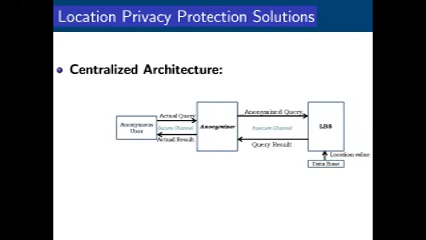 Location Privacy Protection Solutions
Centralized Architecture:
Actual Query
Anonymized Query
Anonymous
User
Secure Channel
Anonymizer
Insecure Channel
LBS
Actual Result
Query Result
Location value
Data Base